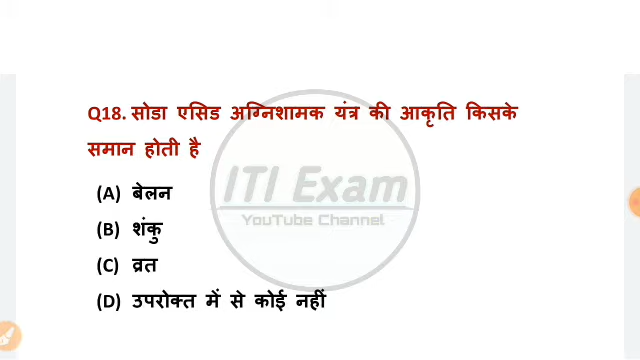 Q18. सोडा एसिड अग्निशामक यंत्र की आकृति किसके
समान होती है
ITI Exam
YouTube Channel
(A) बेलन
(B) शंकु
(C) व्रत
(D) उपरोक्त में से कोई नहीं